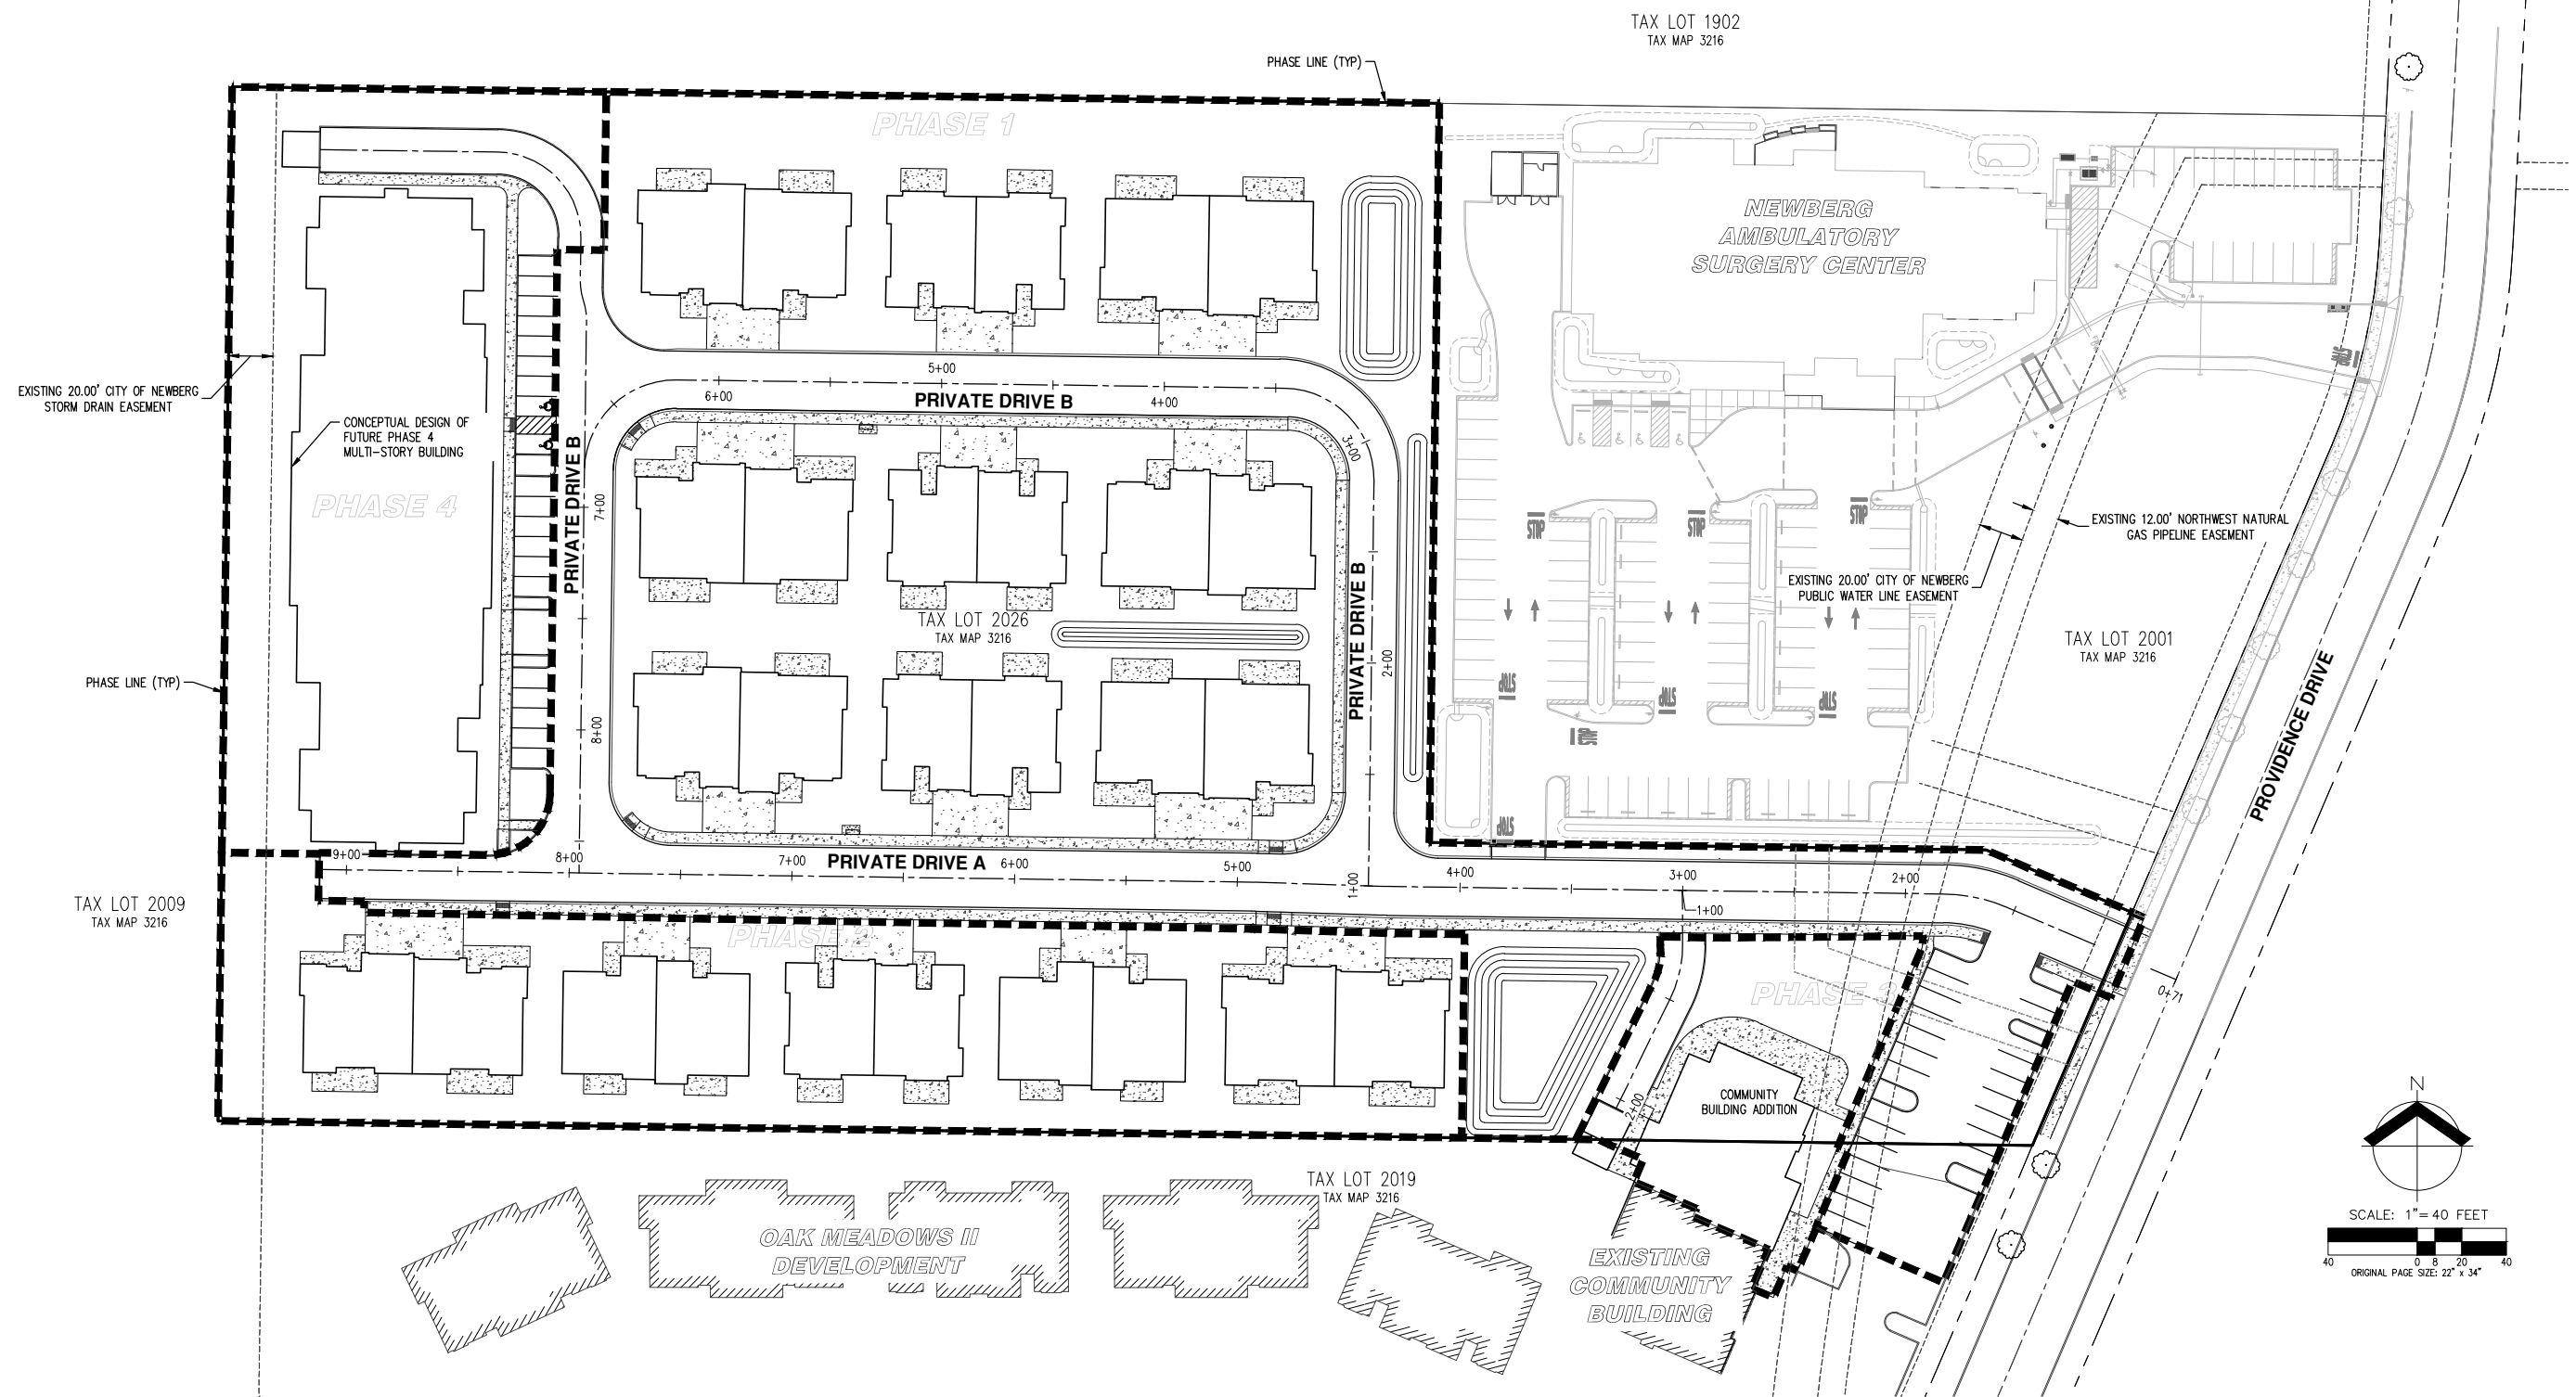 TAX LOT 1902
TAX MAP 3216
PHASE LINE (TYP)
PHASE 1
NEWBERG
AMBULATORY
SURGERY CENTER
EXISTING 20.00' CITY OF NEWBERG
STORM DRAIN EASEMENT
CONCEPTUAL DESIGN OF
FUTURE PHASE 4
MULTI-STORY BUILDING
PHASE 4
PRIVATE DRIVE B
7+00
8+00
6+00
5+00
4+00
PRIVATE DRIVE B
3+00
PRIVATE DRIVE B
2+00
1+00
STOP
STOP
STOP
STOP
STOP
STOP
STOP
STOP
STOP
EXISTING 12.00' NORTHWEST NATURAL
GAS PIPELINE EASEMENT
EXISTING 20.00' CITY OF NEWBERG
PUBLIC WATER LINE EASEMENT
TAX LOT 2026
TAX MAP 3216
TAX LOT 2001
TAX MAP 3216
PHASE LINE (TYP)
PROVIDENCE DRIVE
9+00
8+00
7+00
PRIVATE DRIVE A
6+00
5+00
4+00
3+00
2+00
1+00
TAX LOT 2009
TAX MAP 3216
PHASE 2
PHASE 3
0+71
COMMUNITY
BUILDING ADDITION
2+00
TAX LOT 2019
TAX MAP 3216
OAK MEADOWS II
DEVELOPMENT
EXISTING
COMMUNITY
BUILDING
N
SCALE: 1"= 40 FEET
40 0 8 20 40
ORIGINAL PAGE SIZE: 22" x 34"